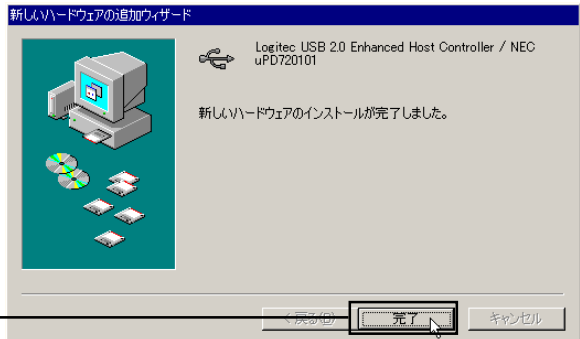 新しいハードウェアの追加ウィザード
Logitec USB 2.0 Enhanced Host Controller / NEC
uPD720101
新しいハードウェアのインストールが完了しました。
< 戻る(B)
完了
キャンセル